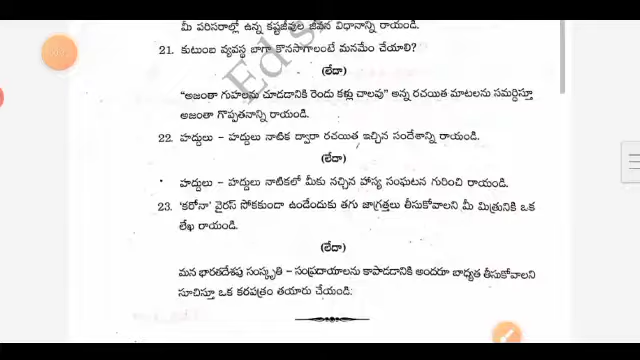 మీ పరిసరాల్లో ఉన్న కష్టజీవుల జీవన విధానాన్ని రాయండి.
21. కుటుంబ వ్యవస్థ బాగా కొనసాగాలంటే మనమేం చేయాలి?
(లేదా)
"అజంతా గుహలను చూడడానికి రెండు కళ్లు చాలవు" అన్న రచయిత మాటలను సమర్థిస్తూ
అజంతా గొప్పతనాన్ని రాయండి.
22. హద్దులు – హద్దులు నాటిక ద్వారా రచయిత ఇచ్చిన సందేశాన్ని రాయండి.
(లేదా)
హద్దులు – హద్దులు నాటికలో మీకు నచ్చిన హాస్య సంఘటన గురించి రాయండి.
23. 'కరోనా' వైరస్ సోకకుండా ఉండేందుకు తగు జాగ్రత్తలు తీసుకోవాలని మీ మిత్రునికి ఒక
లేఖ రాయండి.
(లేదా)
మన భారతదేశపు సంస్కృతి – సంప్రదాయాలను కాపాడడానికి అందరూ బాధ్యత తీసుకోవాలని
సూచిస్తూ ఒక కరపత్రం తయారు చేయండి.
Ed's